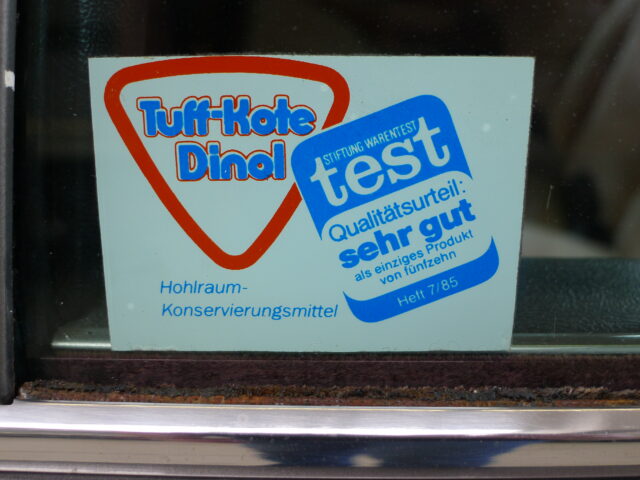 Tuff-Kote
Dinol
Hohlraum-
Konservierungsmittel
STIFTUNG WARENTEST
test
Qualitätsurteil:
sehr gut
als einziges Produkt
von fünfzehn
Heft 7/85